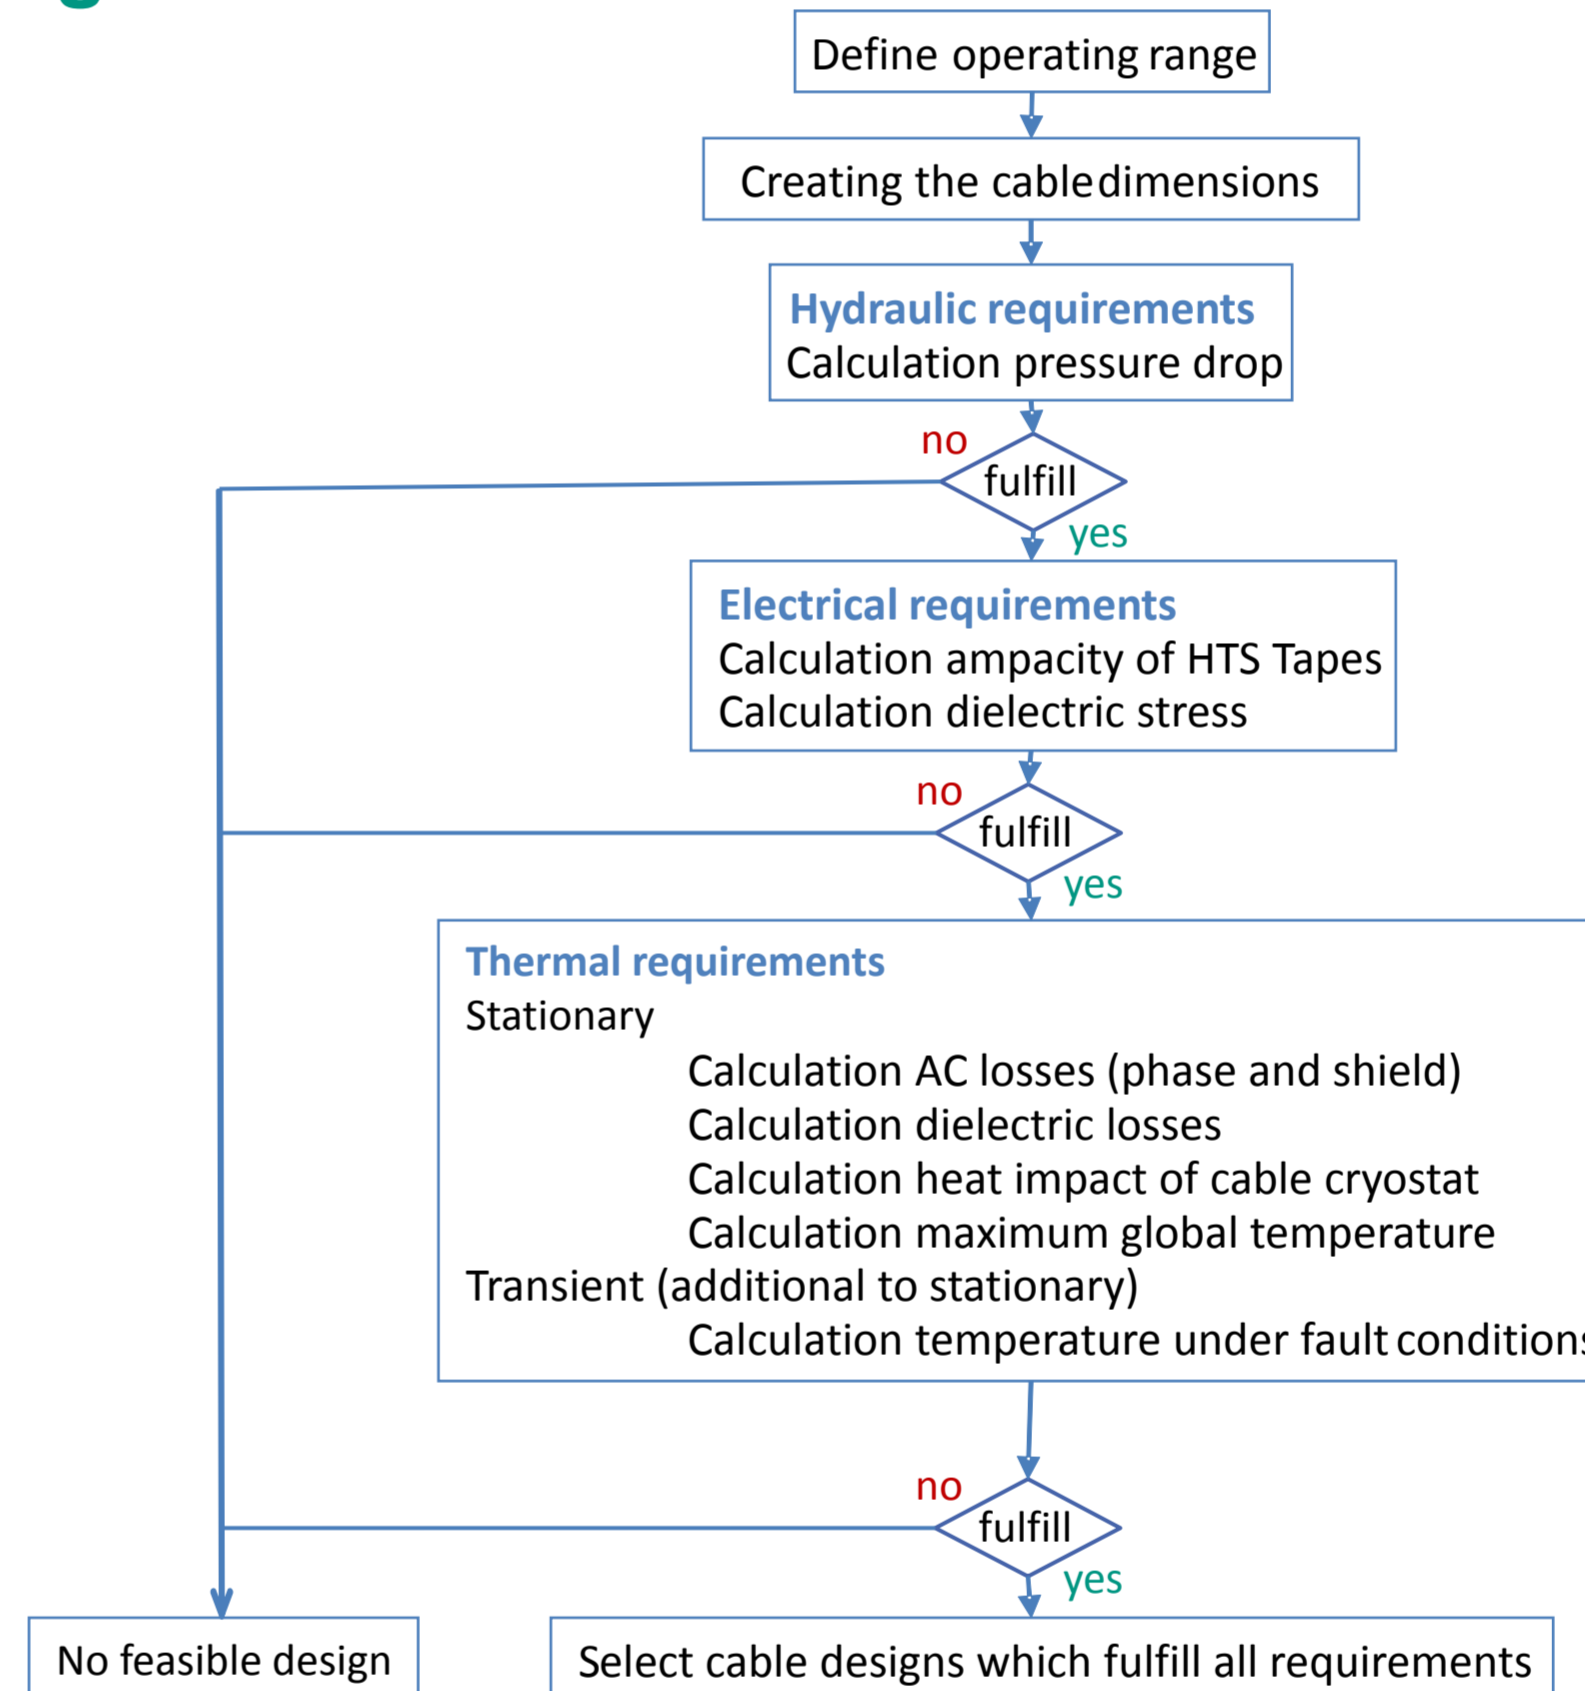 Define operating range
Creating the cable dimensions
Hydraulic requirements
Calculation pressure drop
no
fulfill
yes
Electrical requirements
Calculation ampacity of HTS Tapes
Calculation dielectric stress
no
fulfill
yes
Thermal requirements
Stationary
Calculation AC losses (phase and shield)
Calculation dielectric losses
Calculation heat impact of cable cryostat
Calculation maximum global temperature
Transient (additional to stationary)
Calculation temperature under fault conditions
no
fulfill
yes
No feasible design
Select cable designs which fulfill all requirements